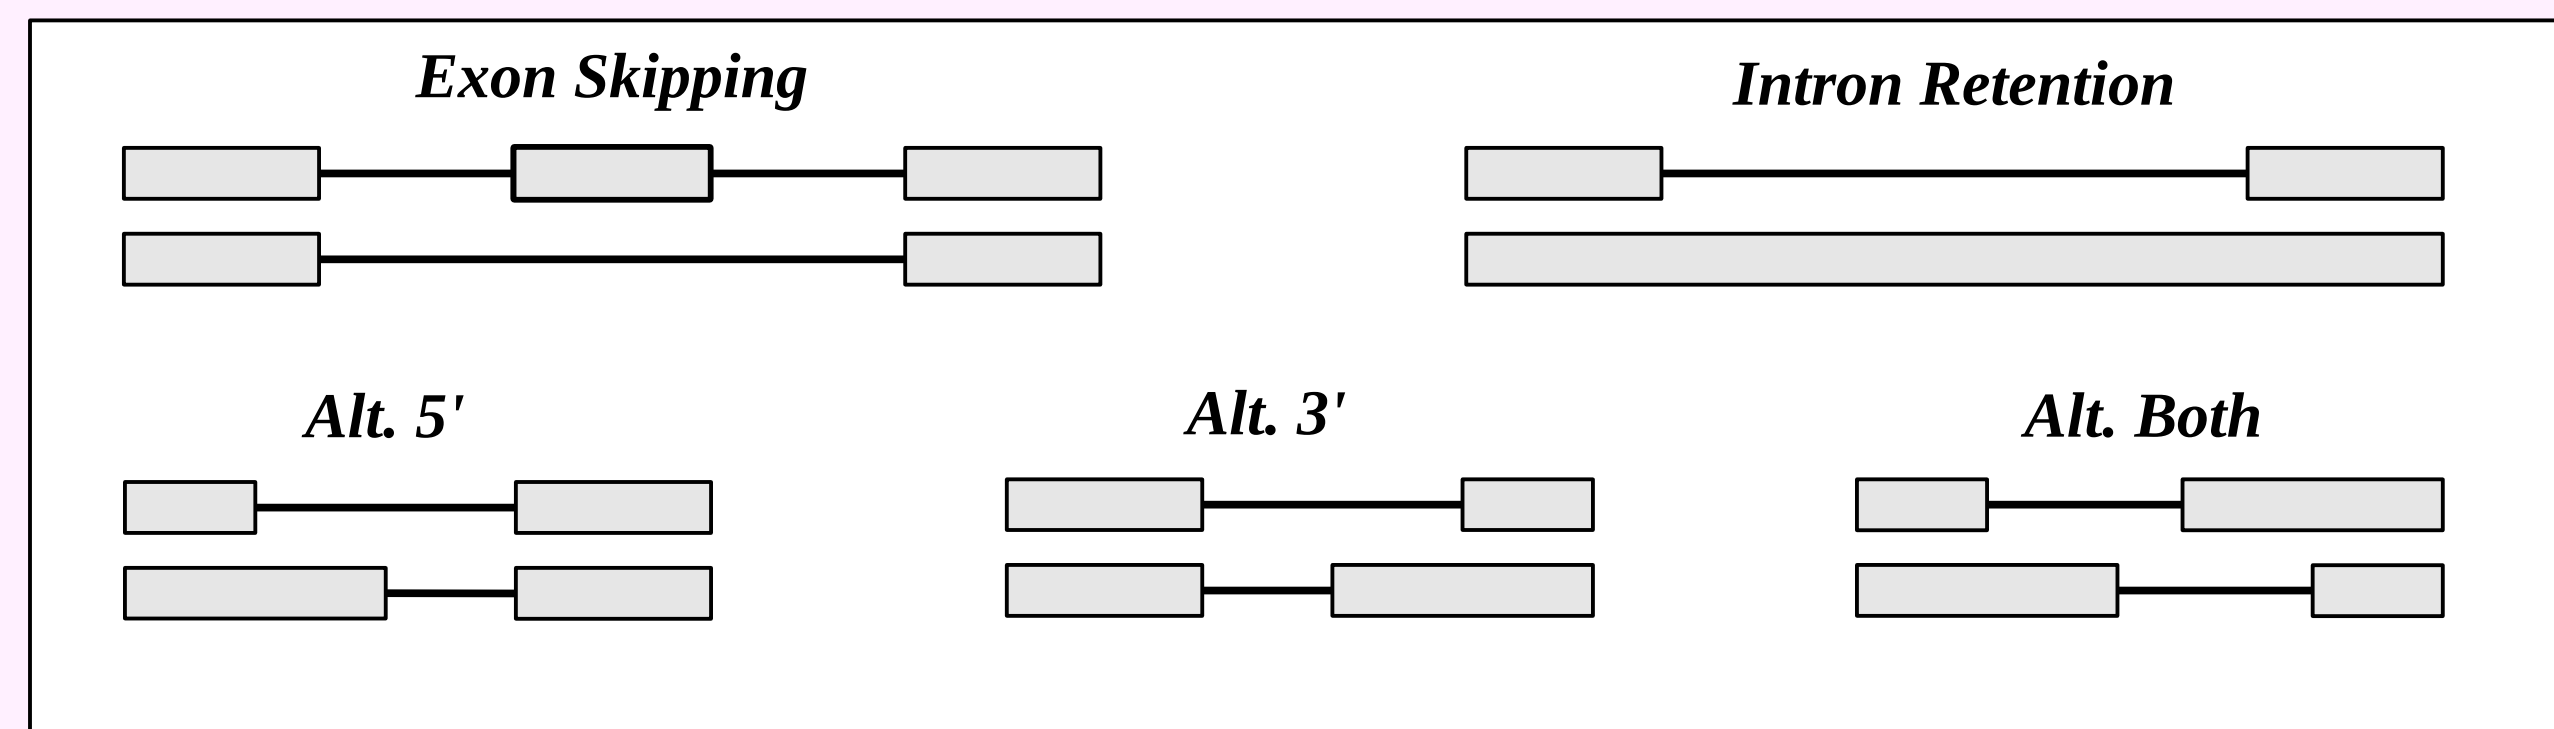 Exon Skipping
Intron Retention
Alt. 5'
Alt. 3'
Alt. Both